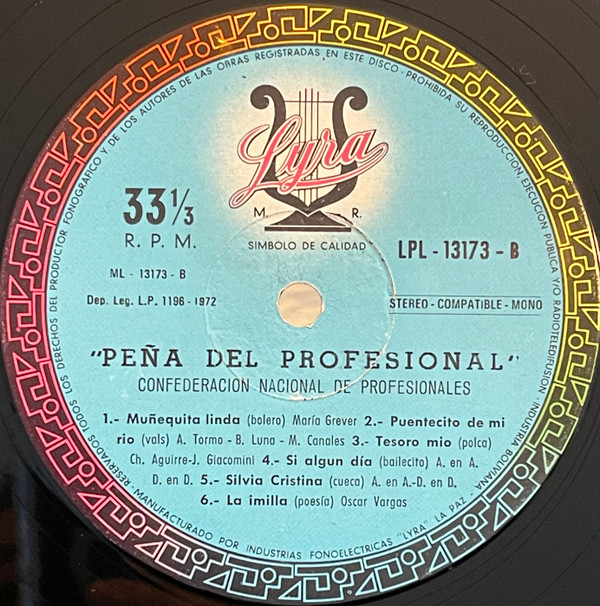 RESERVADOS TODOS LOS DERECHOS DEL PRODUCTOR FONOGRAFICO Y DE LOS AUTORES DE LAS OBRAS REGISTRADAS EN ESTE DISCO - PROHIBIDA SU REPRODUCCION, EJECUCION PUBLICA Y/O RADIOTELEDIFUSION - INDUSTRIA BOLIVIANA
Lyra
M. R.
SIMBOLO DE CALIDAD
33⅓
R. P. M.
LPL - 13173 - B
ML - 13173 - B
Dep. Leg. L.P. 1196 - 1972
STEREO - COMPATIBLE - MONO
"PEÑA DEL PROFESIONAL"
CONFEDERACION NACIONAL DE PROFESIONALES
1.- Muñequita linda (bolero) María Grever 2.- Puentecito de mi
rio (vals) A. Tormo - B. Luna - M. Canales 3.- Tesoro mio (polca)
Ch. Aguirre-J. Giacomini 4.- Si algun día (bailecito) A. en A.
D. en D. 5.- Silvia Cristina (cueca) A. en A.-D. en D.
6.- La imilla (poesía) Oscar Vargas
MANUFACTURADO POR INDUSTRIAS FONOELECTRICAS "LYRA" LA PAZ -